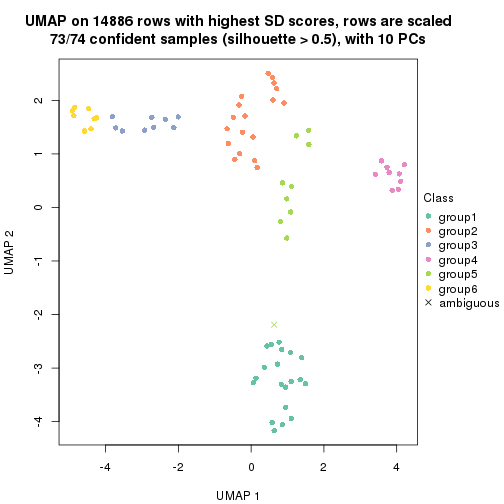 UMAP on 14886 rows with highest SD scores, rows are scaled
73/74 confident samples (silhouette > 0.5), with 10 PCs
2
1
0
-1
-2
-3
-4
UMAP 2
-4
-2
0
2
4
UMAP 1
Class
group1
group2
group3
group4
group5
group6
ambiguous